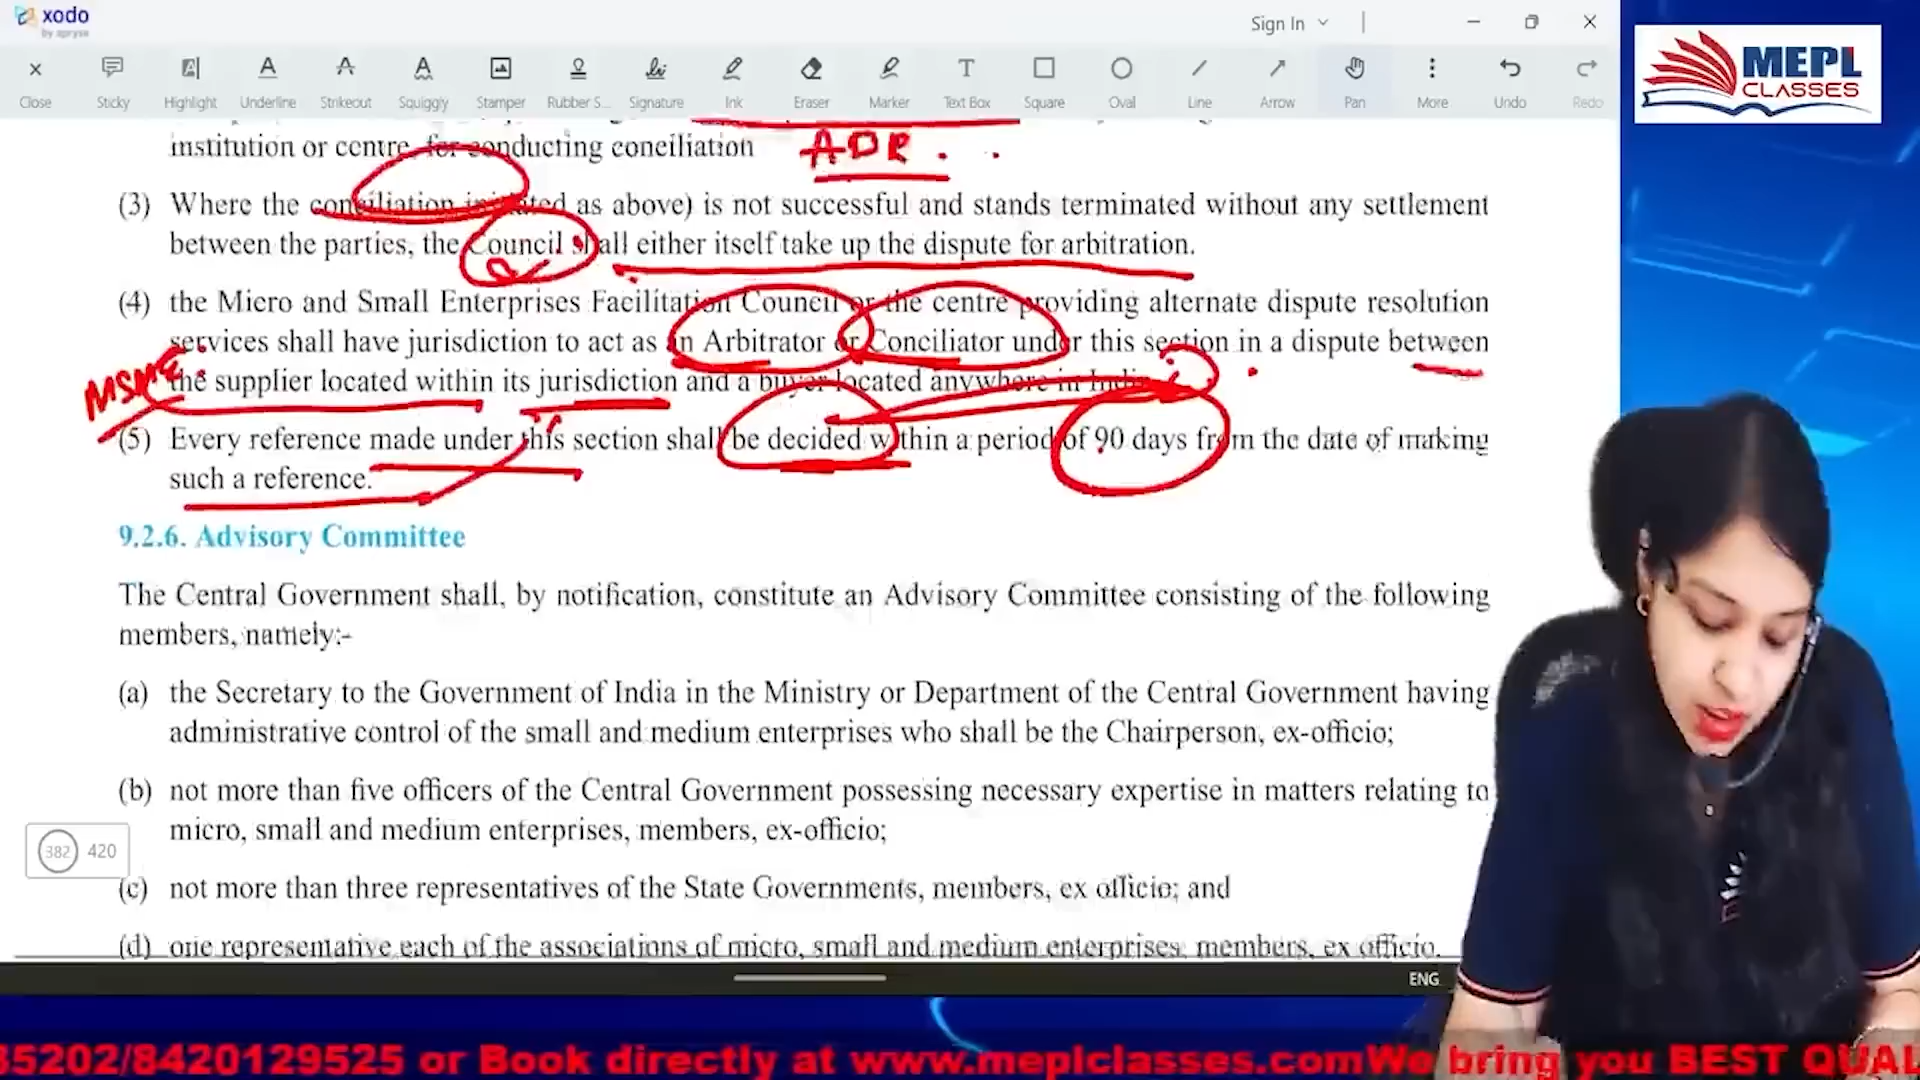 xodo
by apryse
Sign In
Close Sticky Highlight Underline Strikeout Squiggly Stamper Rubber S... Signature Ink Eraser Marker Text Box Square Oval Line Arrow Pan More Undo Redo
MEPL
CLASSES
institution or centre, for conducting conciliation
ADR
(3) Where the conciliation initiated as above) is not successful and stands terminated without any settlement
between the parties, the Council shall either itself take up the dispute for arbitration.
(4) the Micro and Small Enterprises Facilitation Council or the centre providing alternate dispute resolution
services shall have jurisdiction to act as an Arbitrator or Conciliator under this section in a dispute between
MSME
the supplier located within its jurisdiction and a buyer located anywhere in India
(5) Every reference made under this section shall be decided within a period of 90 days from the date of making
such a reference.
9.2.6. Advisory Committee
The Central Government shall, by notification, constitute an Advisory Committee consisting of the following
members, namely:-
(a) the Secretary to the Government of India in the Ministry or Department of the Central Government having
administrative control of the small and medium enterprises who shall be the Chairperson, ex-officio;
(b) not more than five officers of the Central Government possessing necessary expertise in matters relating to
micro, small and medium enterprises, members, ex-officio;
382 420
(c) not more than three representatives of the State Governments, members, ex officio; and
(d) one representative each of the associations of micro, small and medium enterprises, members, ex officio.
ENG
35202/8420129525 or Book directly at www.meplclasses.comWe bring you BEST QUAL